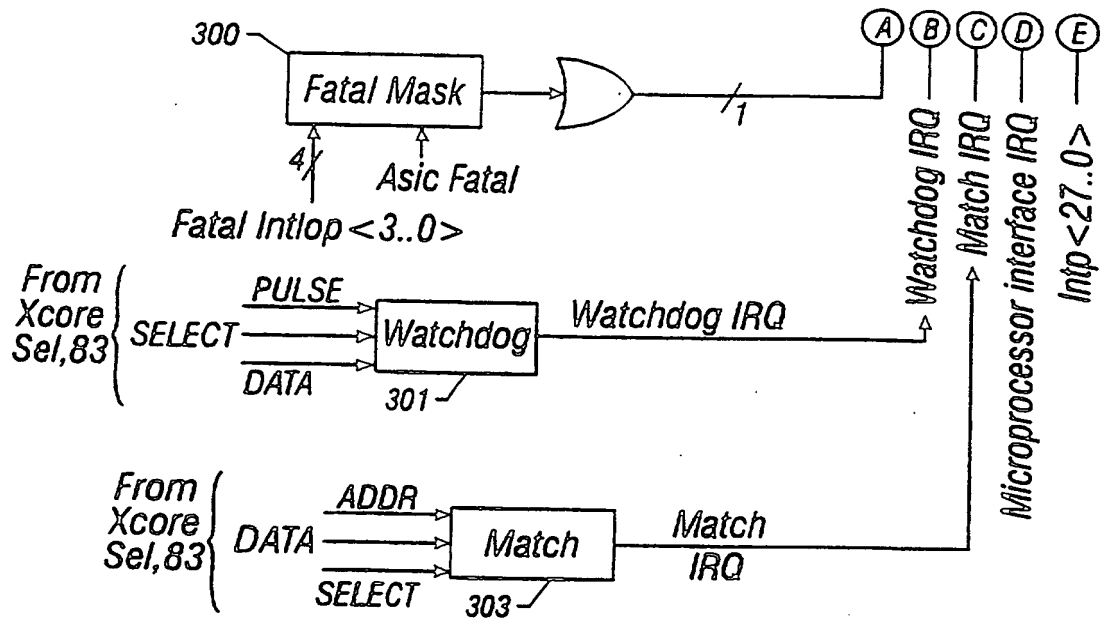 300
Fatal Mask
4
Asic Fatal
Fatal Intlop <3..0>
1
A B C D E
Watchdog IRQ
Match IRQ
Microprocessor interface IRQ
Intp<27..0>
From
Xcore
Sel,83
PULSE
SELECT
DATA
Watchdog
301
Watchdog IRQ
From
Xcore
Sel,83
ADDR
DATA
SELECT
Match
303
Match
IRQ